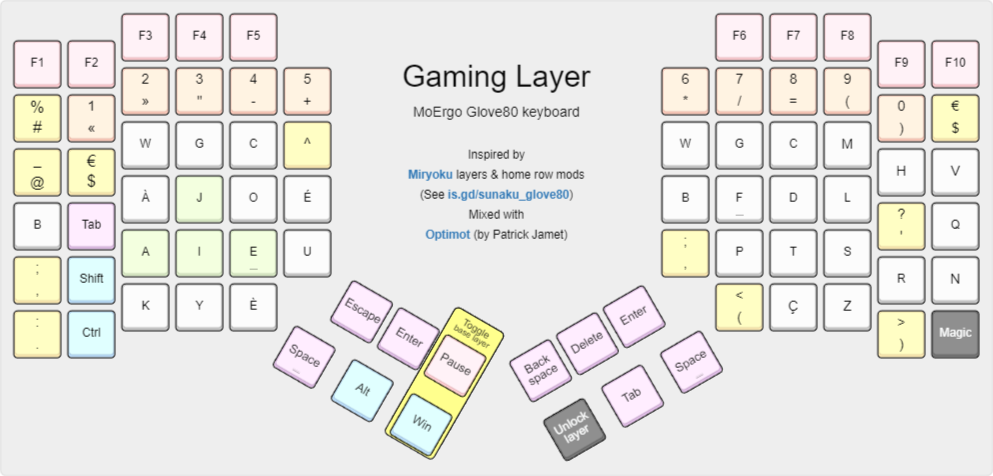 F3 F4 F5
F6 F7 F8
F1 F2
F9 F10
Gaming Layer
MoErgo Glove80 keyboard
2 3 4 5
» " - +
6 7 8 9
* / = (
% 1
# «
0 €
) $
W G C ^
W G C M
Inspired by
Miryoku layers & home row mods
(See is.gd/sunaku_glove80)
Mixed with
Optimot (by Patrick Jamet)
_ €
@ $
H V
À J O É
B F D L
_
B Tab
? Q
'
A I E U
_
; P T S
,
; Shift
,
R N
K Y È
< Ç Z
(
: Ctrl
.
> Magic
)
Escape
Enter
Toggle
base layer
Pause
Space
_
Alt
Win
Enter
Delete
Back
space
Space
_
Tab
Unlock
layer